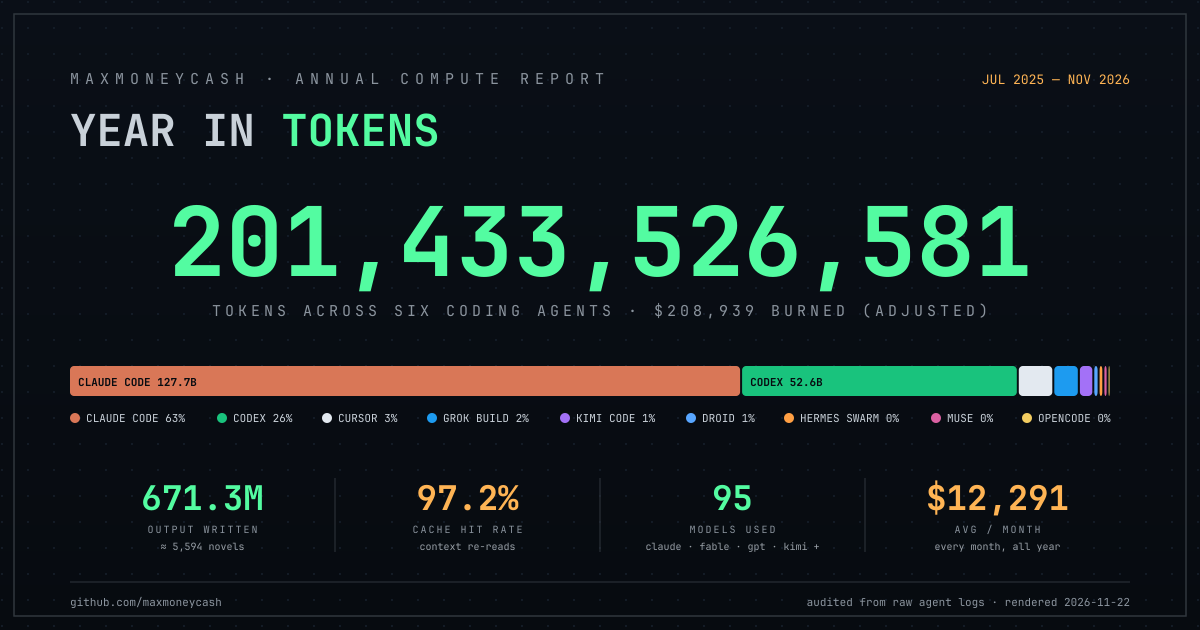 MAXMONEYCASH · ANNUAL COMPUTE REPORT
JUL 2025 — NOV 2026
YEAR IN TOKENS
201,433,526,581
TOKENS ACROSS SIX CODING AGENTS · $208,939 BURNED (ADJUSTED)
CLAUDE CODE 127.7B CODEX 52.6B
CLAUDE CODE 63% CODEX 26% CURSOR 3% GROK BUILD 2% KIMI CODE 1% DROID 1% HERMES SWARM 0% MUSE 0% OPENCODE 0%
671.3M 97.2% 95 $12,291
OUTPUT WRITTEN CACHE HIT RATE MODELS USED AVG / MONTH
≈ 5,594 novels context re-reads claude · fable · gpt · kimi + every month, all year
github.com/maxmoneycash audited from raw agent logs · rendered 2026-11-22